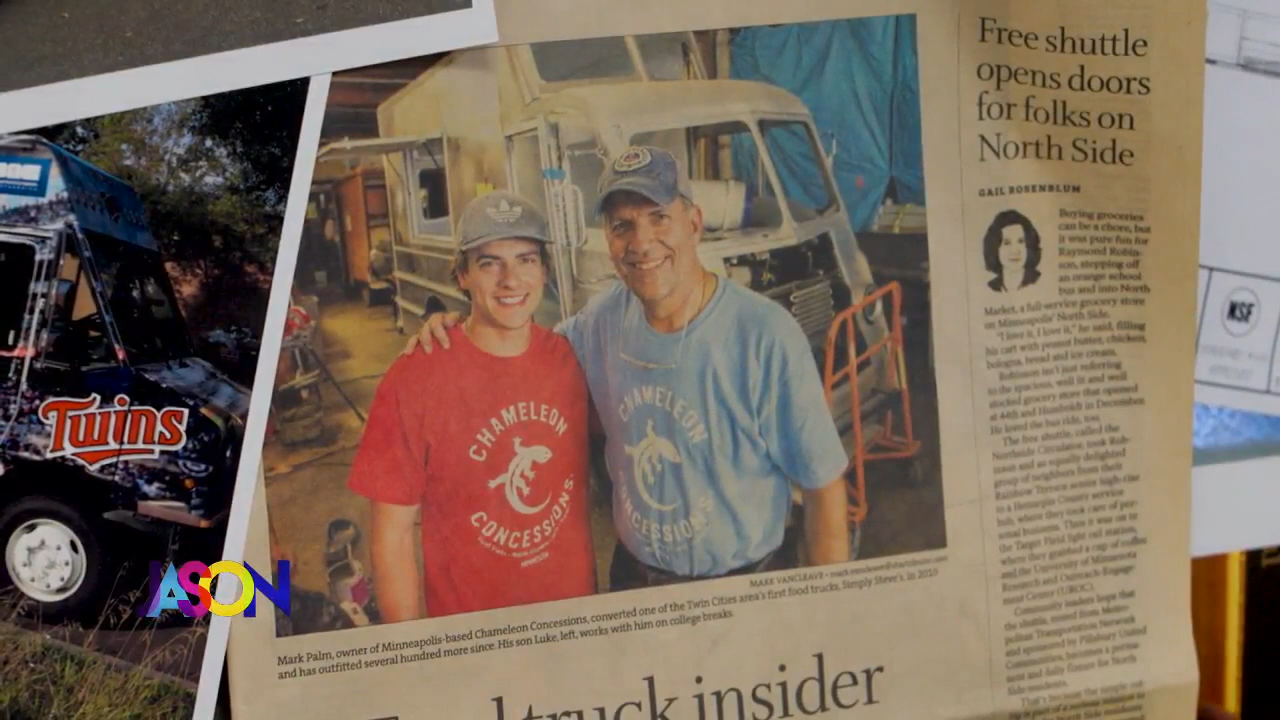 Free shuttle
opens doors
for folks on
North Side
GAIL ROSENBLUM
Buying groceries
can be a chore, but
it was pure fun for
Raymond Robin-
son, stepping off
an orange school
bus and into North
Market, a full-service grocery store
on Minneapolis' North Side.
"I love it, I love it," he said, filling
his cart with peanut butter, chicken,
bologna, bread and ice cream.
Robinson isn't just referring
to the spacious, well lit and well
stocked grocery store that opened
at 44th and Humboldt in December.
He loved the bus ride, too.
The free shuttle, called the
Northside Circulator, took Rob-
inson and an equally delighted
group of neighbors from their
Rainbow Terrace senior high-rise
to a Hennepin County service
hub, where they took care of per-
sonal business. Then it was on to
the Target Field light rail station,
where they grabbed a cup of coffee
and the University of Minnesota
Research and Outreach-Engage-
ment Center (UROC).
Community leaders hope that
the shuttle,
politan Transportation Network
and sponsored by Pillsbury United
Communities, becomes a perma-
nent and daily fixture for North
Side residents.
Twins
CHAMELEON
CONCESSIONS.
CHAMELEON
CONCESSIONS
adidas
NSF
JASON
MARK VANCLEAVE • mark.vancleave@startribune.com
Mark Palm, owner of Minneapolis-based Chameleon Concessions, converted one of the Twin Cities area's first food trucks, Simply Steve's, in 2010
and has outfitted several hundred more since. His son Luke, left, works with him on college breaks.
truck insider